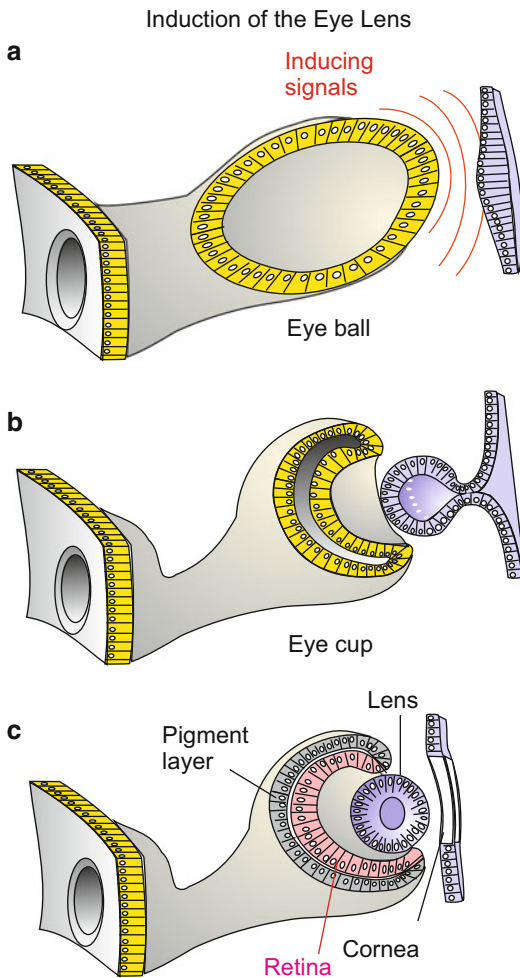 Induction of the Eye Lens
a
Inducing
signals
Eye ball
b
Eye cup
c
Lens
Pigment
layer
Cornea
Retina